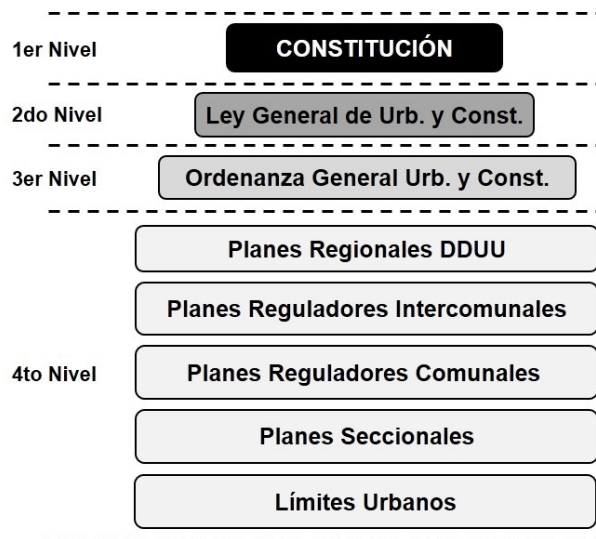 1er Nivel
CONSTITUCIÓN
2do Nivel
Ley General de Urb. y Const.
3er Nivel
Ordenanza General Urb. y Const.
4to Nivel
Planes Regionales DDUU
Planes Reguladores Intercomunales
Planes Reguladores Comunales
Planes Seccionales
Límites Urbanos